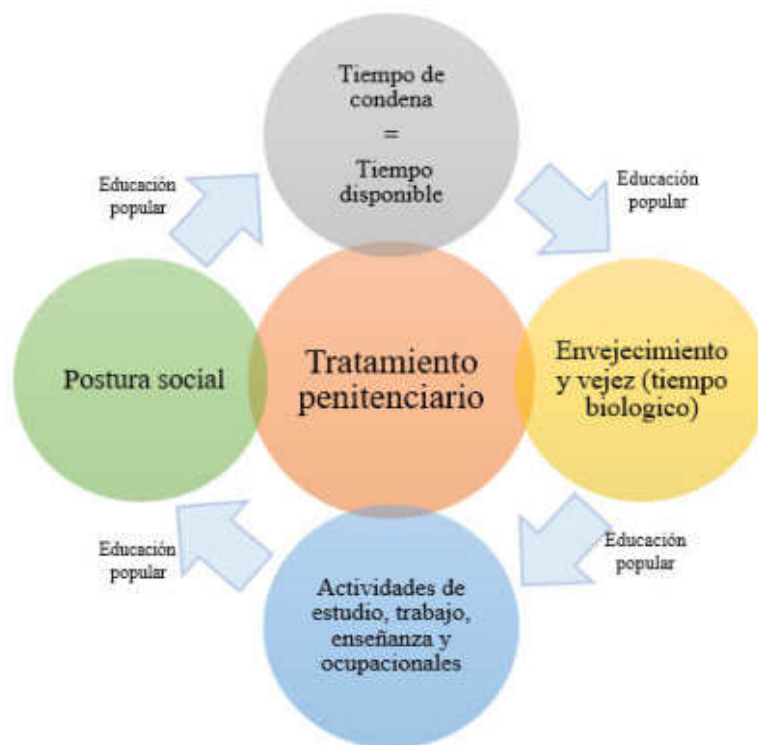 Tiempo de
condena
=
Tiempo
disponible
Educación
popular
Educación
popular
Postura social
Tratamiento
penitenciario
Envejecimiento
y vejez (tiempo
biologico)
Educación
popular
Educación
popular
Actividades de
estudio, trabajo,
enseñanza y
ocupacionales